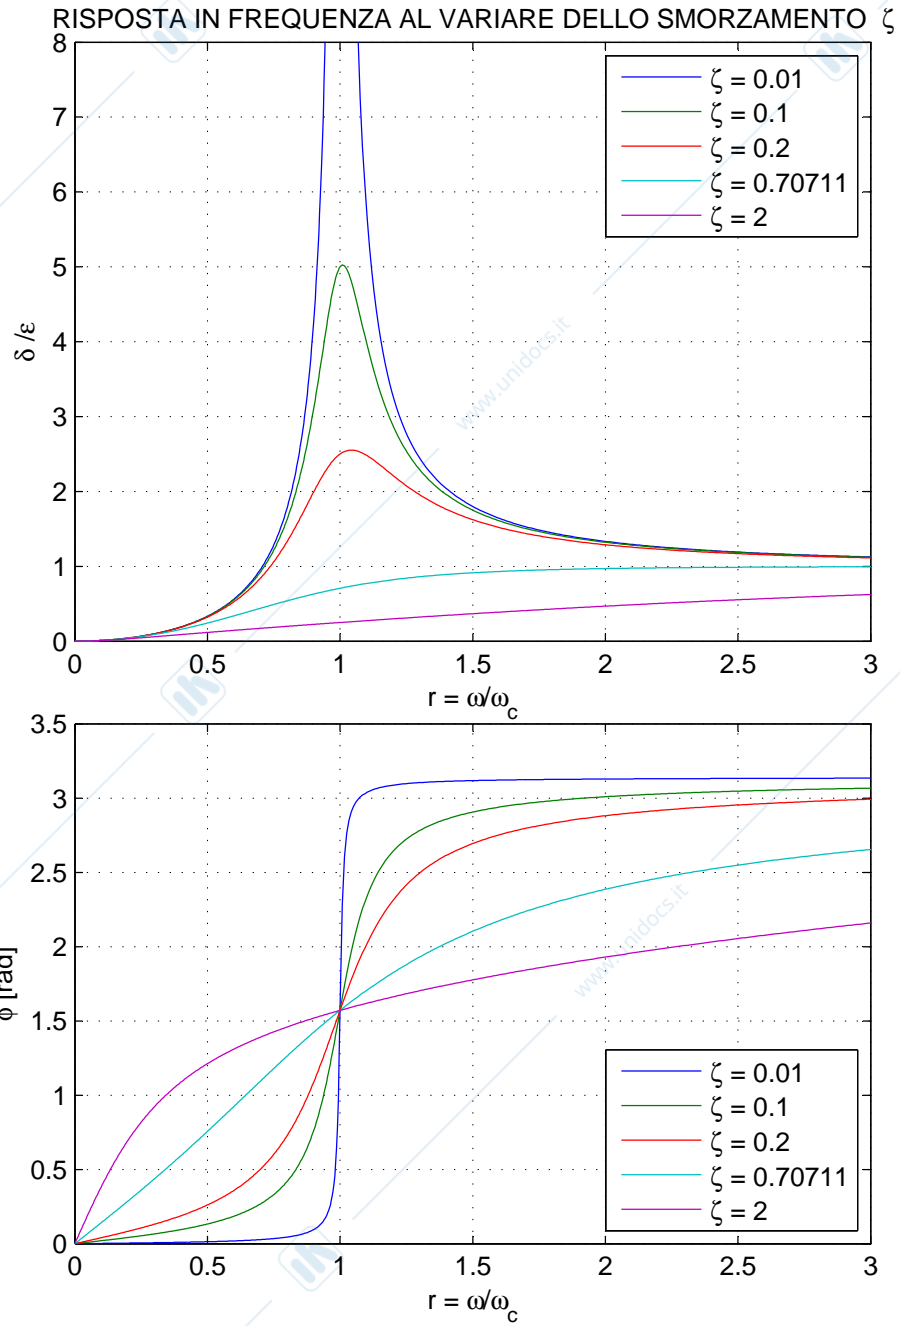 RISPOSTA IN FREQUENZA AL VARIARE DELLO SMORZAMENTO ζ
8
7
6
5
4
3
2
1
0
δ /ε
ζ = 0.01
ζ = 0.1
ζ = 0.2
ζ = 0.70711
ζ = 2
www.unidocs.it
0 0.5 1 1.5 2 2.5 3
r = ω/ω_c
3.5
3
2.5
2
1.5
1
0.5
0
φ [rad]
www.unidocs.it
ζ = 0.01
ζ = 0.1
ζ = 0.2
ζ = 0.70711
ζ = 2
0 0.5 1 1.5 2 2.5 3
r = ω/ω_c